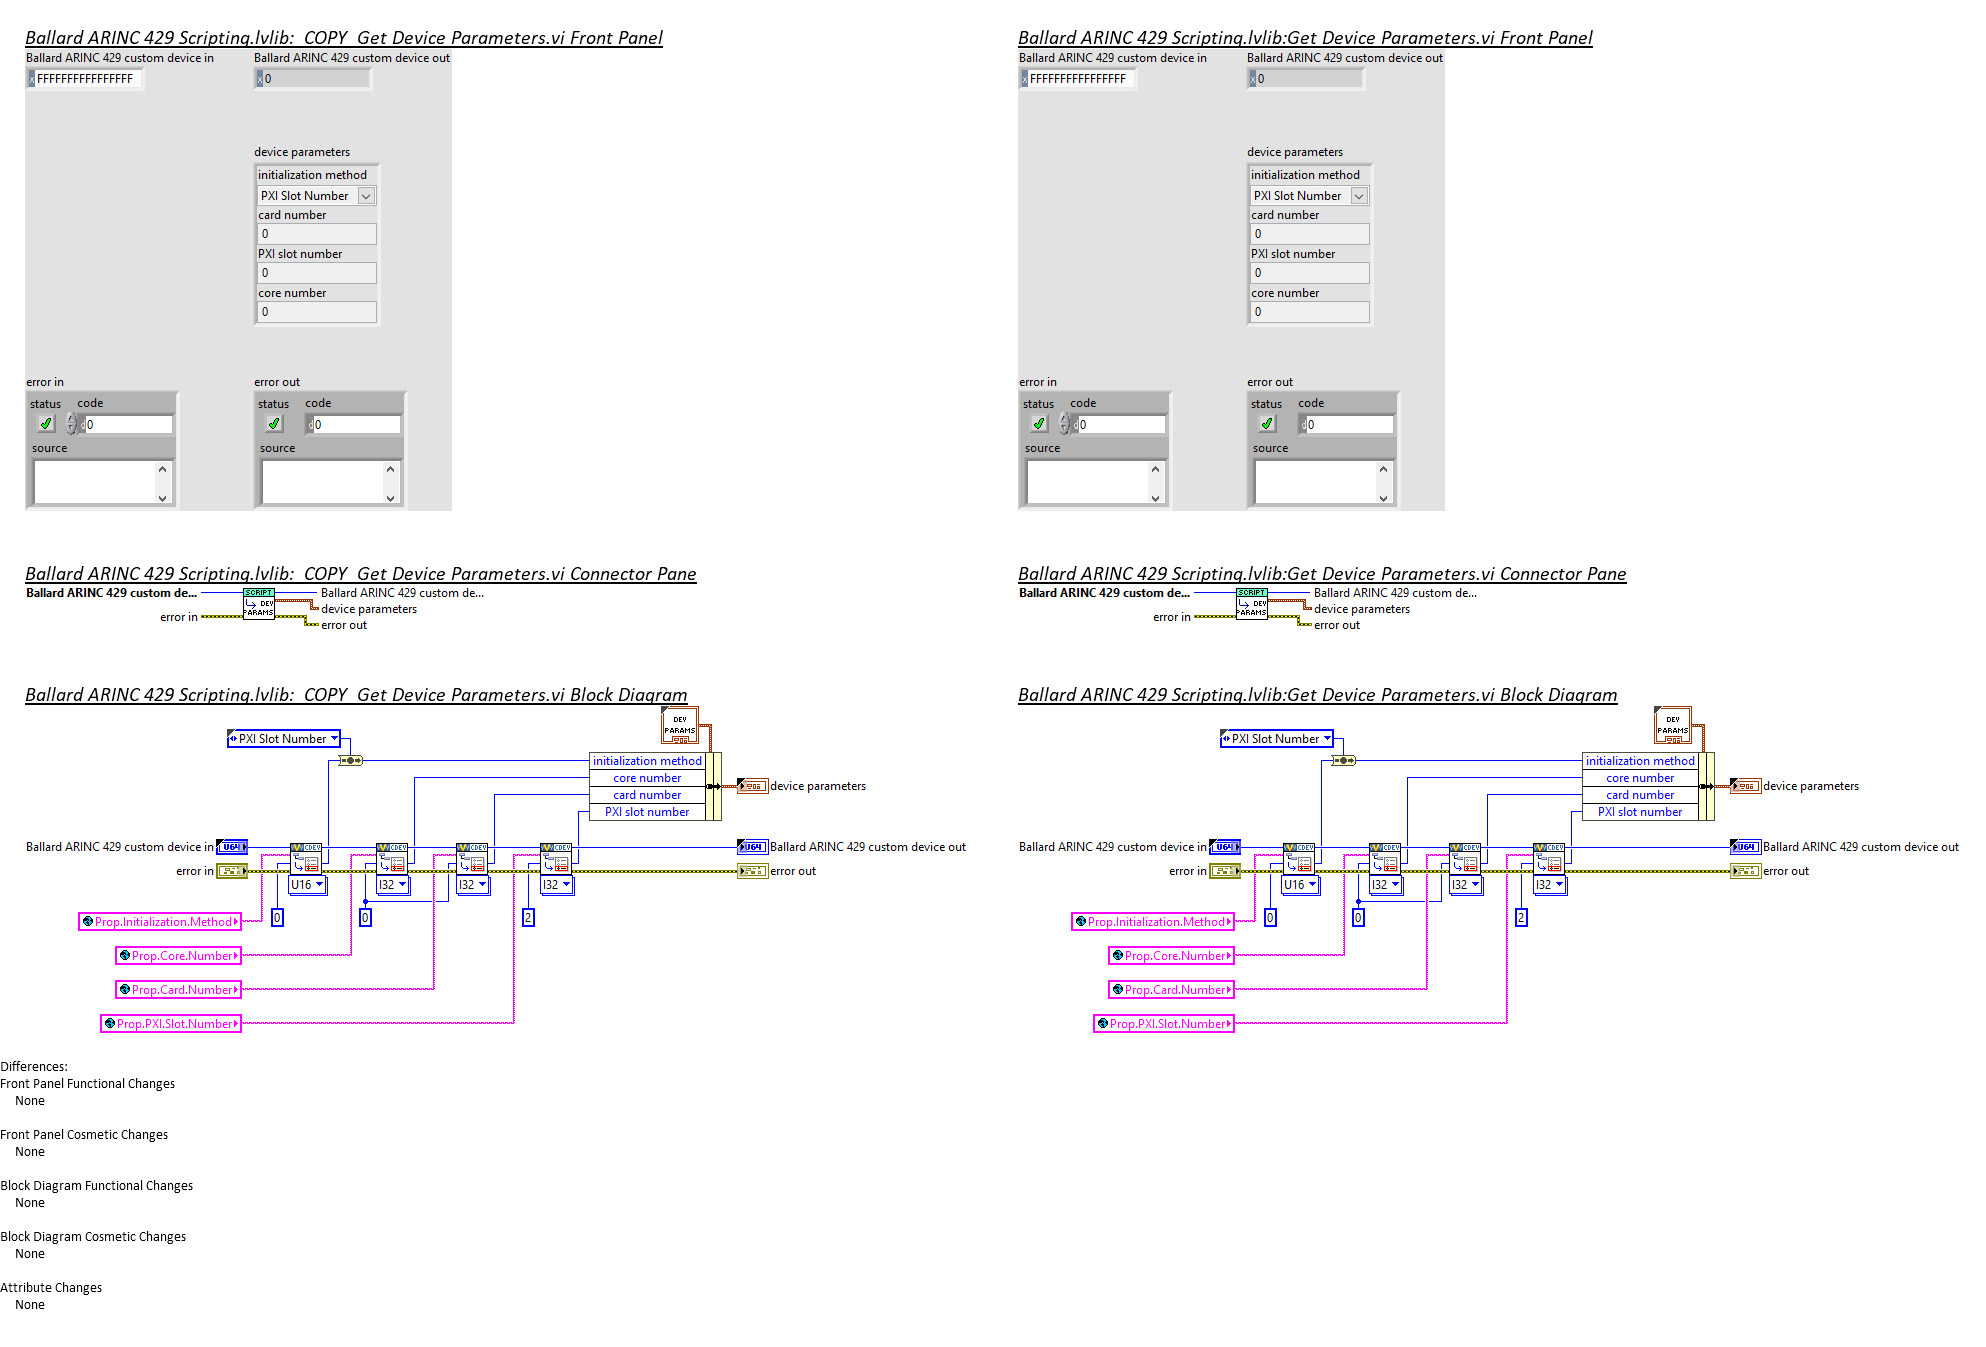 Ballard ARINC 429 Scripting.lvlib:  COPY  Get Device Parameters.vi Front Panel
Ballard ARINC 429 custom device in
Ballard ARINC 429 custom device out
x FFFFFFFFFFFFFFFF
x 0
device parameters
initialization method
PXI Slot Number
card number
0
PXI slot number
0
core number
0
error in
error out
status code
d 0
source
status code
d 0
source
Ballard ARINC 429 Scripting.lvlib:Get Device Parameters.vi Front Panel
Ballard ARINC 429 custom device in
Ballard ARINC 429 custom device out
x FFFFFFFFFFFFFFFF
x 0
device parameters
initialization method
PXI Slot Number
card number
0
PXI slot number
0
core number
0
error in
error out
status code
d 0
source
status code
d 0
source
Ballard ARINC 429 Scripting.lvlib:  COPY  Get Device Parameters.vi Connector Pane
Ballard ARINC 429 custom de...
error in
SCRIPT
DEV
PARAMS
Ballard ARINC 429 custom de...
device parameters
error out
Ballard ARINC 429 Scripting.lvlib:Get Device Parameters.vi Connector Pane
Ballard ARINC 429 custom de...
error in
SCRIPT
DEV
PARAMS
Ballard ARINC 429 custom de...
device parameters
error out
Ballard ARINC 429 Scripting.lvlib:  COPY  Get Device Parameters.vi Block Diagram
DEV
PARAMS
PXI Slot Number
initialization method
core number
card number
PXI slot number
device parameters
Ballard ARINC 429 custom device in
U64
CDEV
CDEV
CDEV
CDEV
U64
Ballard ARINC 429 custom device out
error in
error out
U16
I32
I32
I32
0
0
2
Prop.Initialization.Method
Prop.Core.Number
Prop.Card.Number
Prop.PXI.Slot.Number
Ballard ARINC 429 Scripting.lvlib:Get Device Parameters.vi Block Diagram
DEV
PARAMS
PXI Slot Number
initialization method
core number
card number
PXI slot number
device parameters
Ballard ARINC 429 custom device in
U64
CDEV
CDEV
CDEV
CDEV
U64
Ballard ARINC 429 custom device out
error in
error out
U16
I32
I32
I32
0
0
2
Prop.Initialization.Method
Prop.Core.Number
Prop.Card.Number
Prop.PXI.Slot.Number
Differences:
Front Panel Functional Changes
None
Front Panel Cosmetic Changes
None
Block Diagram Functional Changes
None
Block Diagram Cosmetic Changes
None
Attribute Changes
None